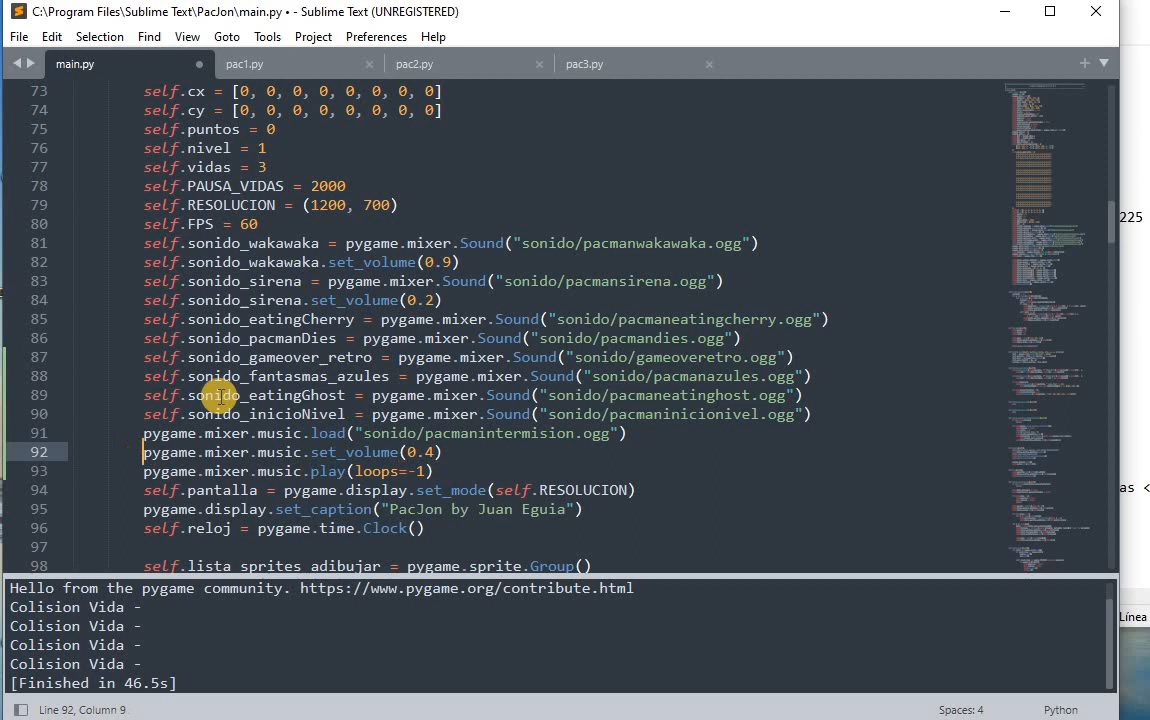 C:\Program Files\Sublime Text\PacJon\main.py • - Sublime Text (UNREGISTERED)
File Edit Selection Find View Goto Tools Project Preferences Help
main.py pac1.py pac2.py pac3.py
73 self.cx = [0, 0, 0, 0, 0, 0, 0, 0]
74 self.cy = [0, 0, 0, 0, 0, 0, 0, 0]
75 self.puntos = 0
76 self.nivel = 1
77 self.vidas = 3
78 self.PAUSA_VIDAS = 2000
79 self.RESOLUCION = (1200, 700)
80 self.FPS = 60
81 self.sonido_wakawaka = pygame.mixer.Sound("sonido/pacmanwakawaka.ogg")
82 self.sonido_wakawaka.set_volume(0.9)
83 self.sonido_sirena = pygame.mixer.Sound("sonido/pacmansirena.ogg")
84 self.sonido_sirena.set_volume(0.2)
85 self.sonido_eatingCherry = pygame.mixer.Sound("sonido/pacmaneatingcherry.ogg")
86 self.sonido_pacmanDies = pygame.mixer.Sound("sonido/pacmandies.ogg")
87 self.sonido_gameover_retro = pygame.mixer.Sound("sonido/gameoveretro.ogg")
88 self.sonido_fantasmas_azules = pygame.mixer.Sound("sonido/pacmanazules.ogg")
89 self.sonido_eatingGhost = pygame.mixer.Sound("sonido/pacmaneatinghost.ogg")
90 self.sonido_inicioNivel = pygame.mixer.Sound("sonido/pacmaninicionivel.ogg")
91 pygame.mixer.music.load("sonido/pacmanintermision.ogg")
92 pygame.mixer.music.set_volume(0.4)
93 pygame.mixer.music.play(loops=-1)
94 self.pantalla = pygame.display.set_mode(self.RESOLUCION)
95 pygame.display.set_caption("PacJon by Juan Eguia")
96 self.reloj = pygame.time.Clock()
97
98 self.lista_sprites_adibujar = pygame.sprite.Group()
Hello from the pygame community. https://www.pygame.org/contribute.html
Colision Vida -
Colision Vida -
Colision Vida -
Colision Vida -
[Finished in 46.5s]
Line 92, Column 9 Spaces: 4 Python
225
as <
Línea